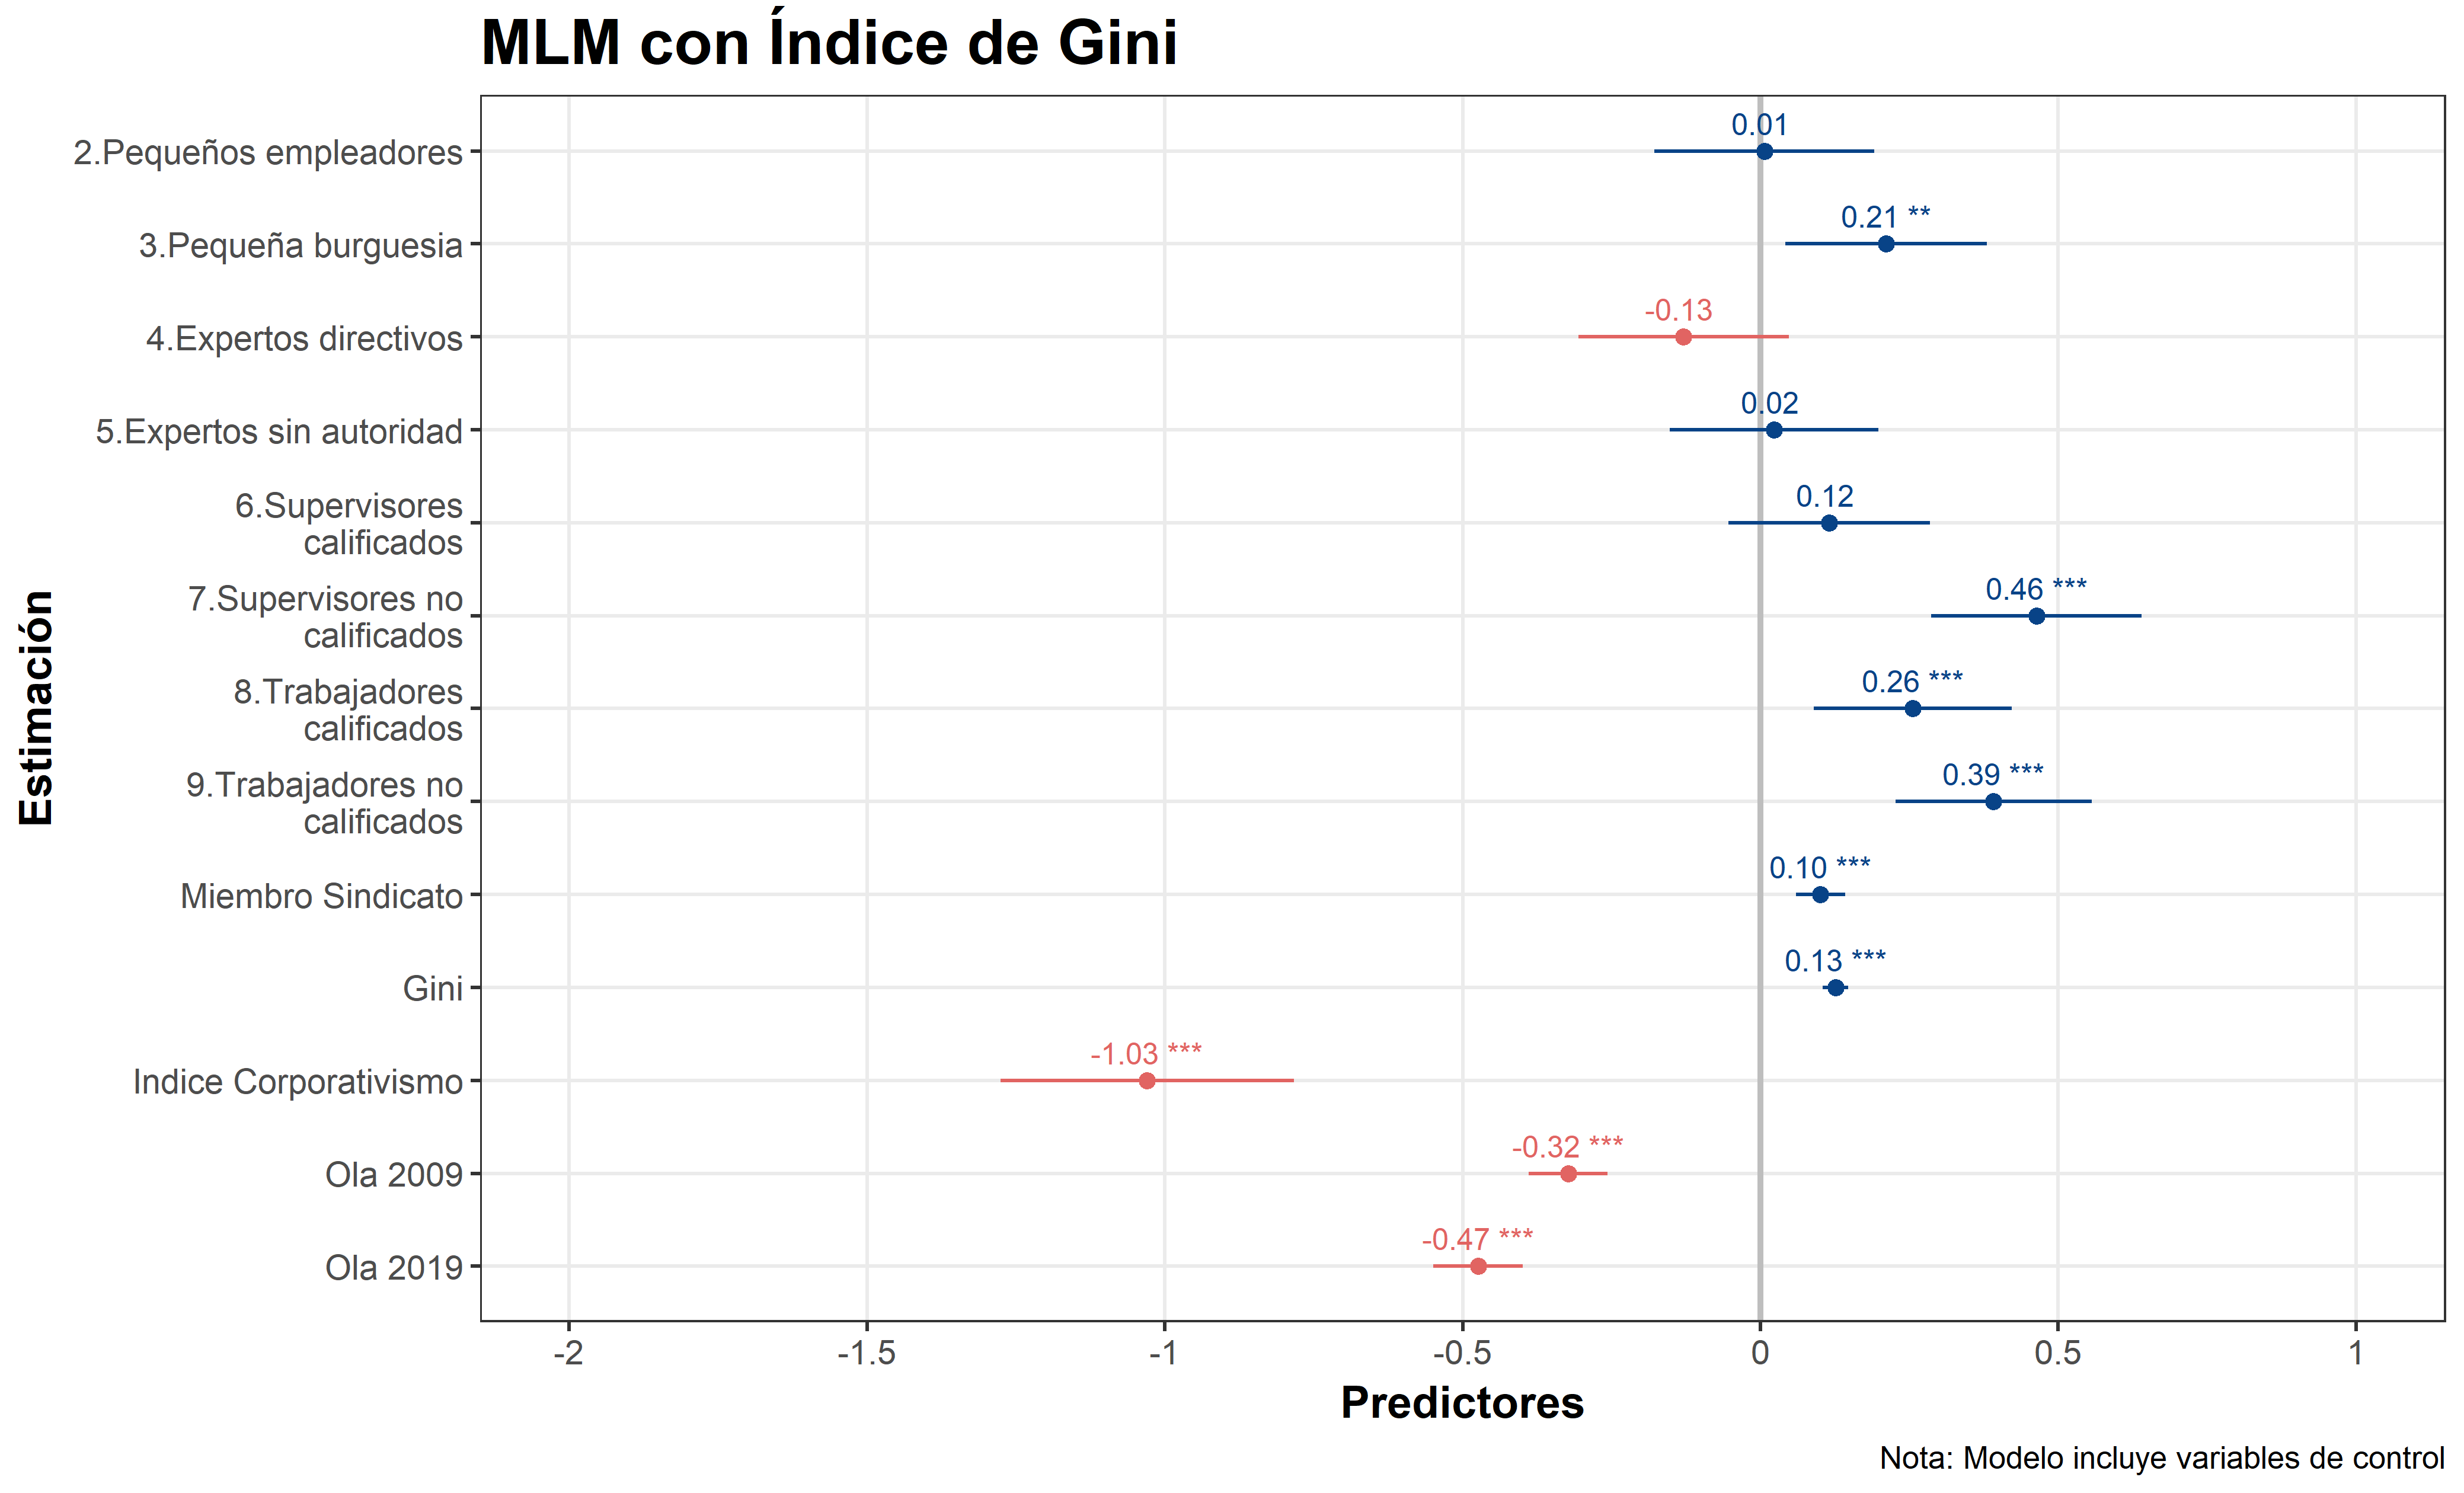 MLM con Índice de Gini
Estimación
2.Pequeños empleadores
0.01
3.Pequeña burguesia
0.21 **
4.Expertos directivos
-0.13
5.Expertos sin autoridad
0.02
6.Supervisores
calificados
0.12
7.Supervisores no
calificados
0.46 ***
8.Trabajadores
calificados
0.26 ***
9.Trabajadores no
calificados
0.39 ***
Miembro Sindicato
0.10 ***
Gini
0.13 ***
Indice Corporativismo
-1.03 ***
Ola 2009
-0.32 ***
Ola 2019
-0.47 ***
-2 -1.5 -1 -0.5 0 0.5 1
Predictores
Nota: Modelo incluye variables de control